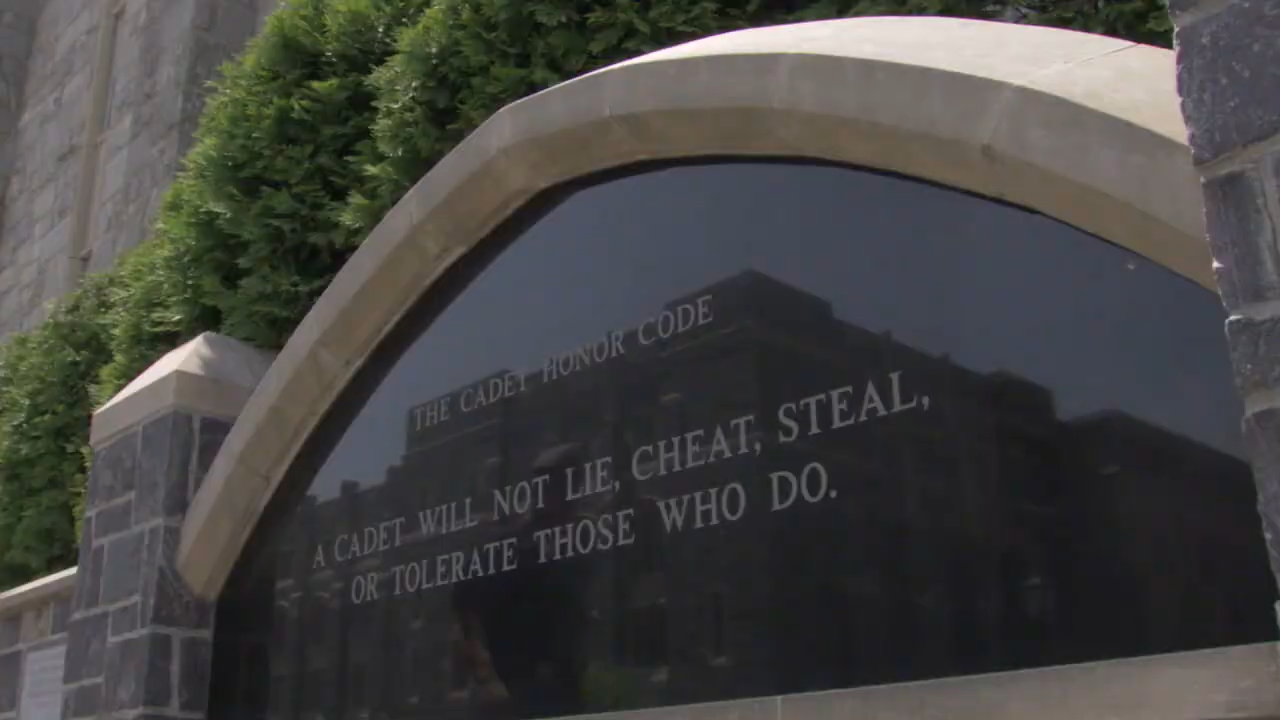 THE CADET HONOR CODE
A CADET WILL NOT LIE, CHEAT, STEAL,
OR TOLERATE THOSE WHO DO.